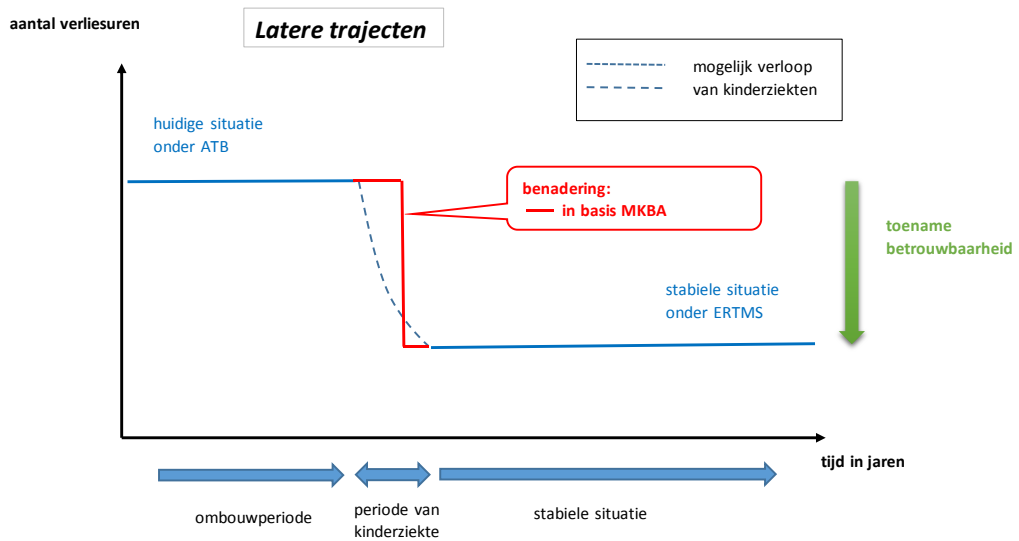 aantal verliesuren
Latere trajecten
mogelijk verloop
van kinderziekten
huidige situatie
onder ATB
benadering:
in basis MKBA
toename
betrouwbaarheid
stabiele situatie
onder ERTMS
tijd in jaren
ombouwperiode
periode van
kinderziekte
stabiele situatie